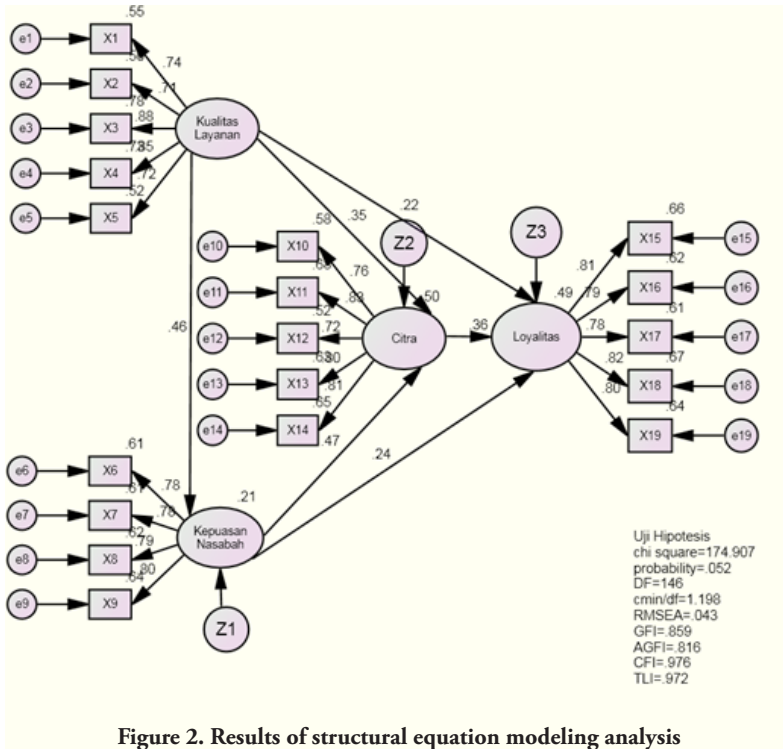 .55
e1 X1
.74
e2 X2
.71
.78
e3 X3
.88
e4 X4
.72
e5 X5
.52
Kualitas
Layanan
.22
.35
.58
Z2
Z3
e10 X10
.76
e11 X11
.50
.52
e12 X12
.72
Citra
.36
Loyalitas
.49
e13 X13
.81
.65
e14 X14
.47
.46
.66
X15 e15
.81
.62
X16 e16
.79
.61
X17 e17
.78
.67
X18 e18
.82
.64
X19 e19
.80
.24
.61
e6 X6
.78
e7 X7
.78
.62
e8 X8
.79
.80
.64
e9 X9
.21
Kepuasan
Nasabah
Z1
Uji Hipotesis
chi square=174.907
probability=.052
DF=146
cmin/df=1.198
RMSEA=.043
GFI=.859
AGFI=.816
CFI=.976
TLI=.972
Figure 2. Results of structural equation modeling analysis